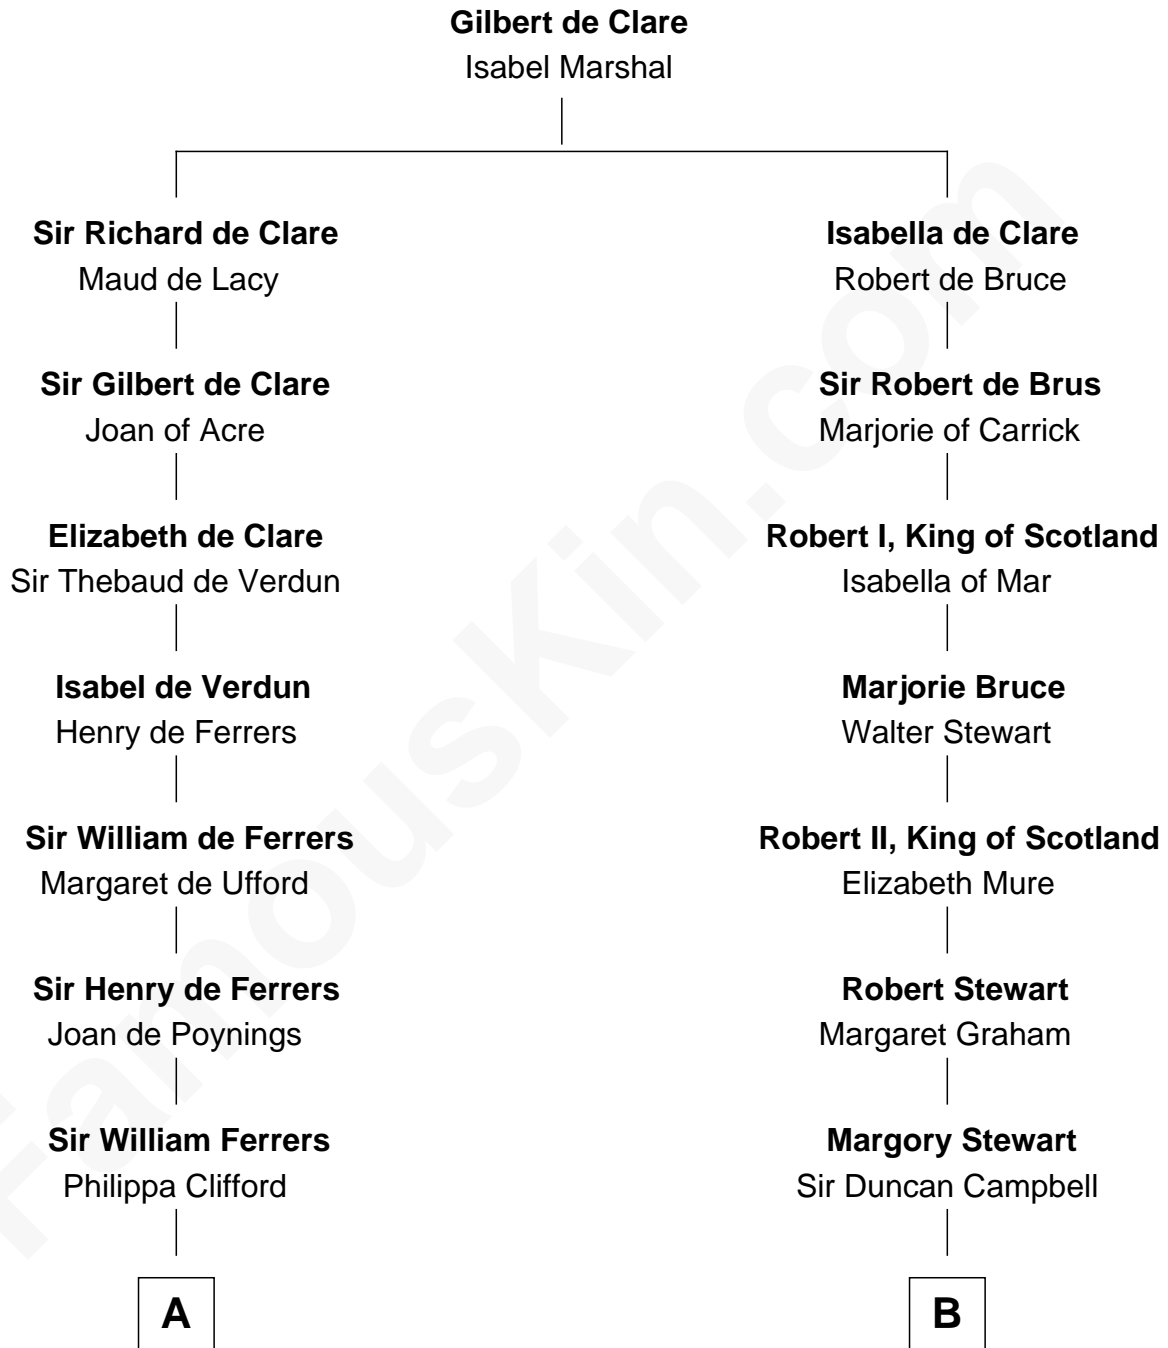 Gilbert de Clare
Isabel Marshal
Sir Richard de Clare
Maud de Lacy
Isabella de Clare
Robert de Bruce
Sir Gilbert de Clare
Joan of Acre
Sir Robert de Brus
Marjorie of Carrick
Elizabeth de Clare
Sir Thebaud de Verdun
Robert I, King of Scotland
Isabella of Mar
Isabel de Verdun
Henry de Ferrers
Marjorie Bruce
Walter Stewart
Sir William de Ferrers
Margaret de Ufford
Robert II, King of Scotland
Elizabeth Mure
Sir Henry de Ferrers
Joan de Poynings
Robert Stewart
Margaret Graham
Sir William Ferrers
Philippa Clifford
Margory Stewart
Sir Duncan Campbell
A
B
FamousKin.com